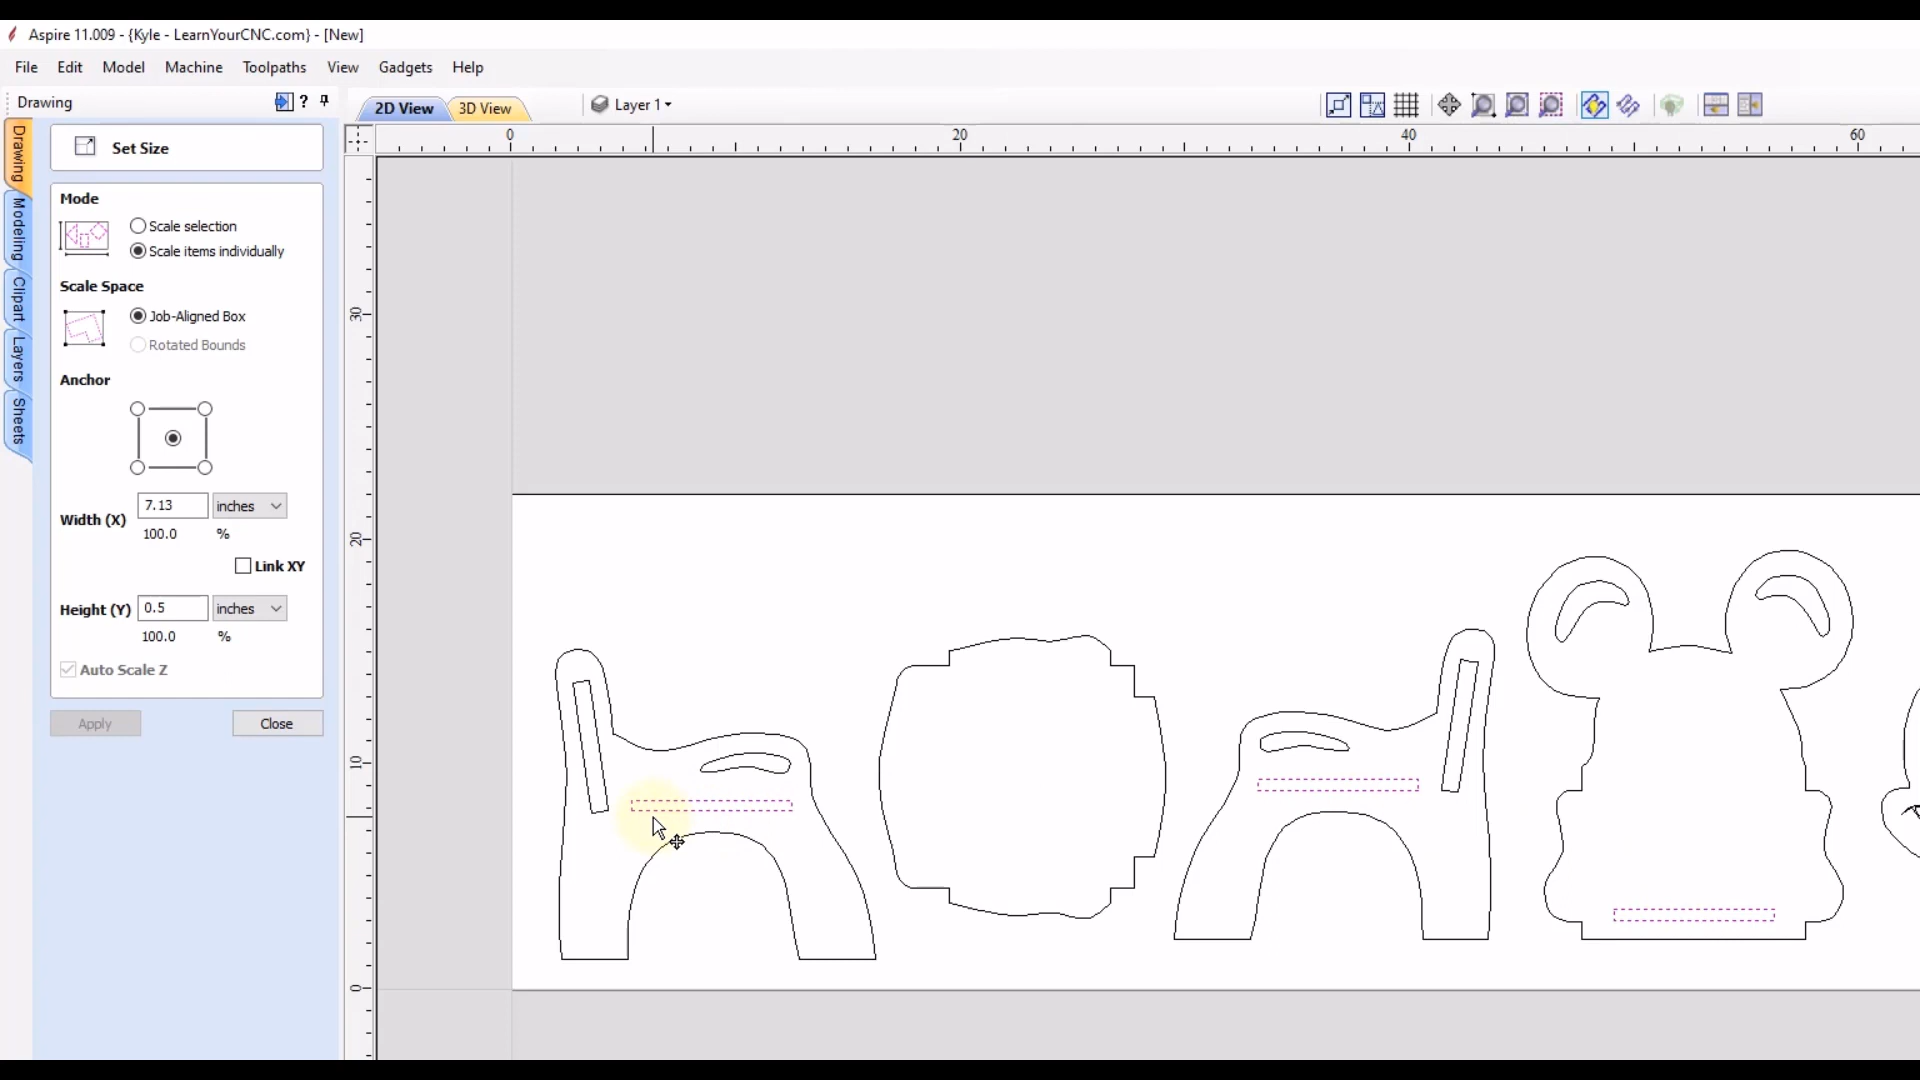 Aspire 11.009 - {Kyle - LearnYourCNC.com} - [New]
File Edit Model Machine Toolpaths View Gadgets Help
Drawing ?
2D View 3D View Layer 1
Drawing
Modeling
Clipart
Layers
Sheets
Set Size
Mode
Scale selection
Scale items individually
Scale Space
Job-Aligned Box
Rotated Bounds
Anchor
Width (X) 7.13 inches
100.0 %
Link XY
Height (Y) 0.5 inches
100.0 %
Auto Scale Z
Apply Close
0 20 40 60
30
20
10
0